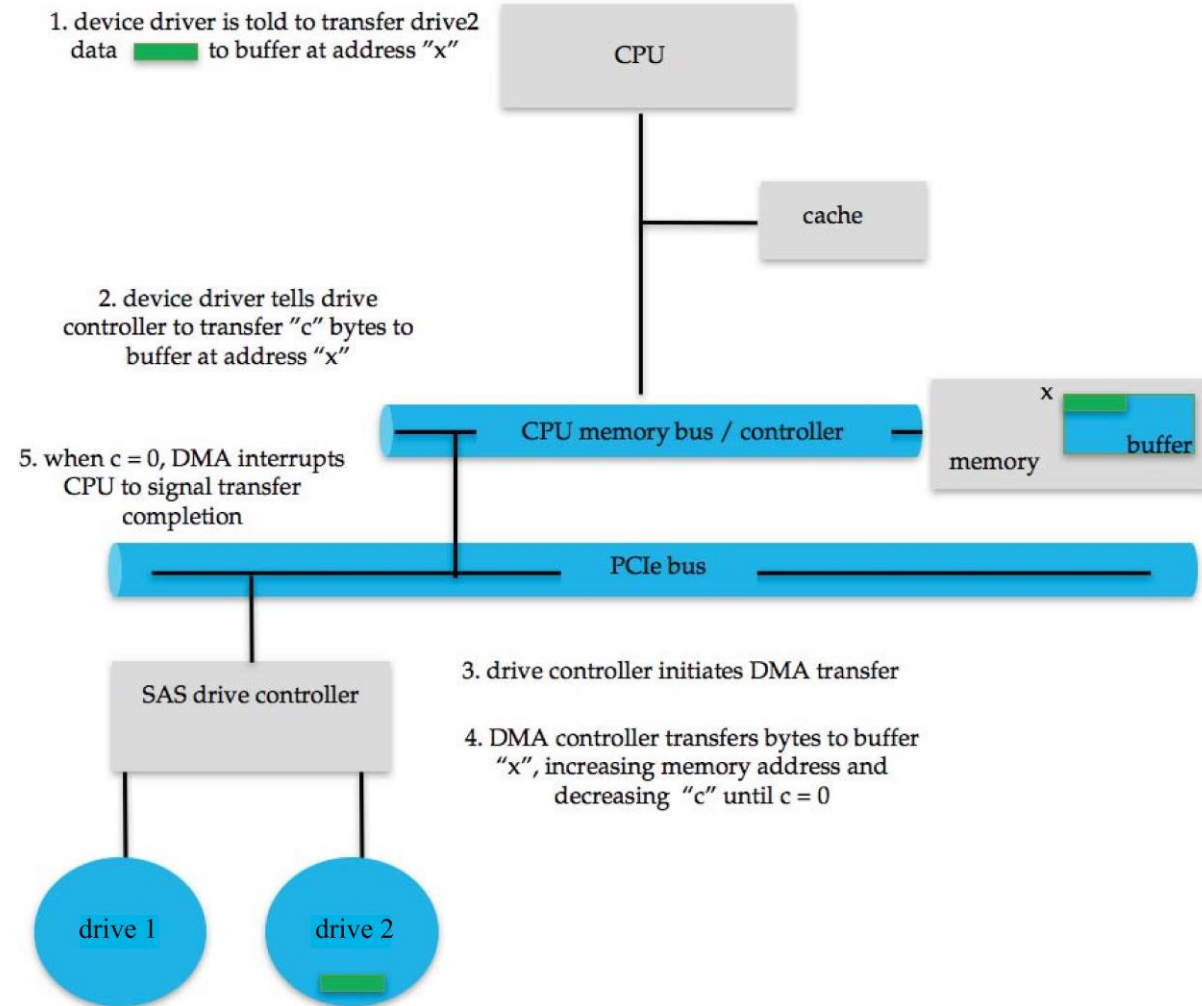 1. device driver is told to transfer drive2
data to buffer at address "x"
CPU
cache
2. device driver tells drive
controller to transfer "c" bytes to
buffer at address "x"
CPU memory bus / controller
x
buffer
memory
5. when c = 0, DMA interrupts
CPU to signal transfer
completion
PCIe bus
SAS drive controller
3. drive controller initiates DMA transfer
4. DMA controller transfers bytes to buffer
"x", increasing memory address and
decreasing "c" until c = 0
drive 1
drive 2